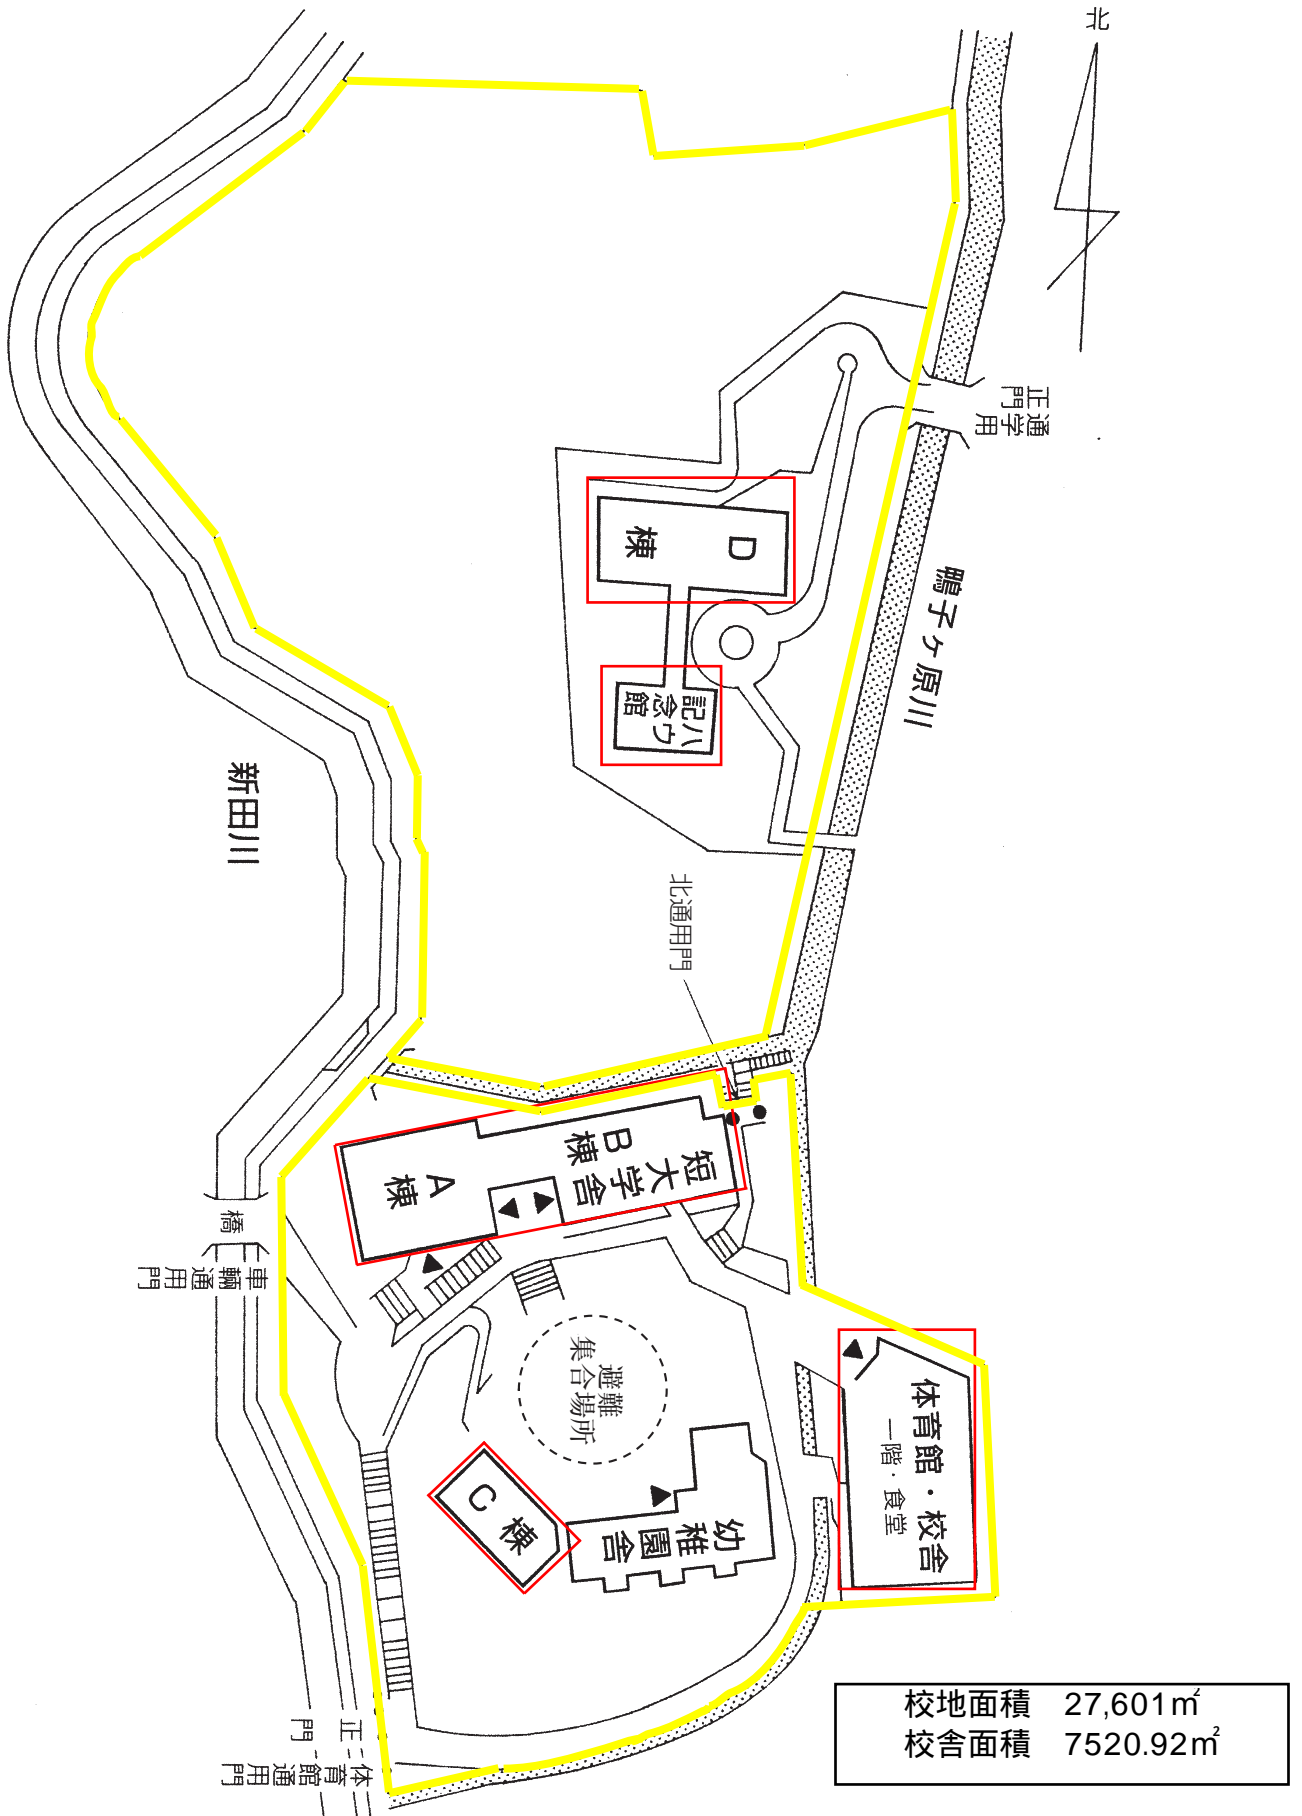 北
正門
通学用
D
棟
鴨子ヶ原川
ハウ
記念館
新田川
北通用門
短大学舎
B
棟
A
棟
橋
車輛通用門
避難
集合場所
体育館・校舎
一階・食堂
C
棟
幼稚園舎
正門
体育館通用門
校地面積 27,601㎡
校舎面積 7520.92㎡